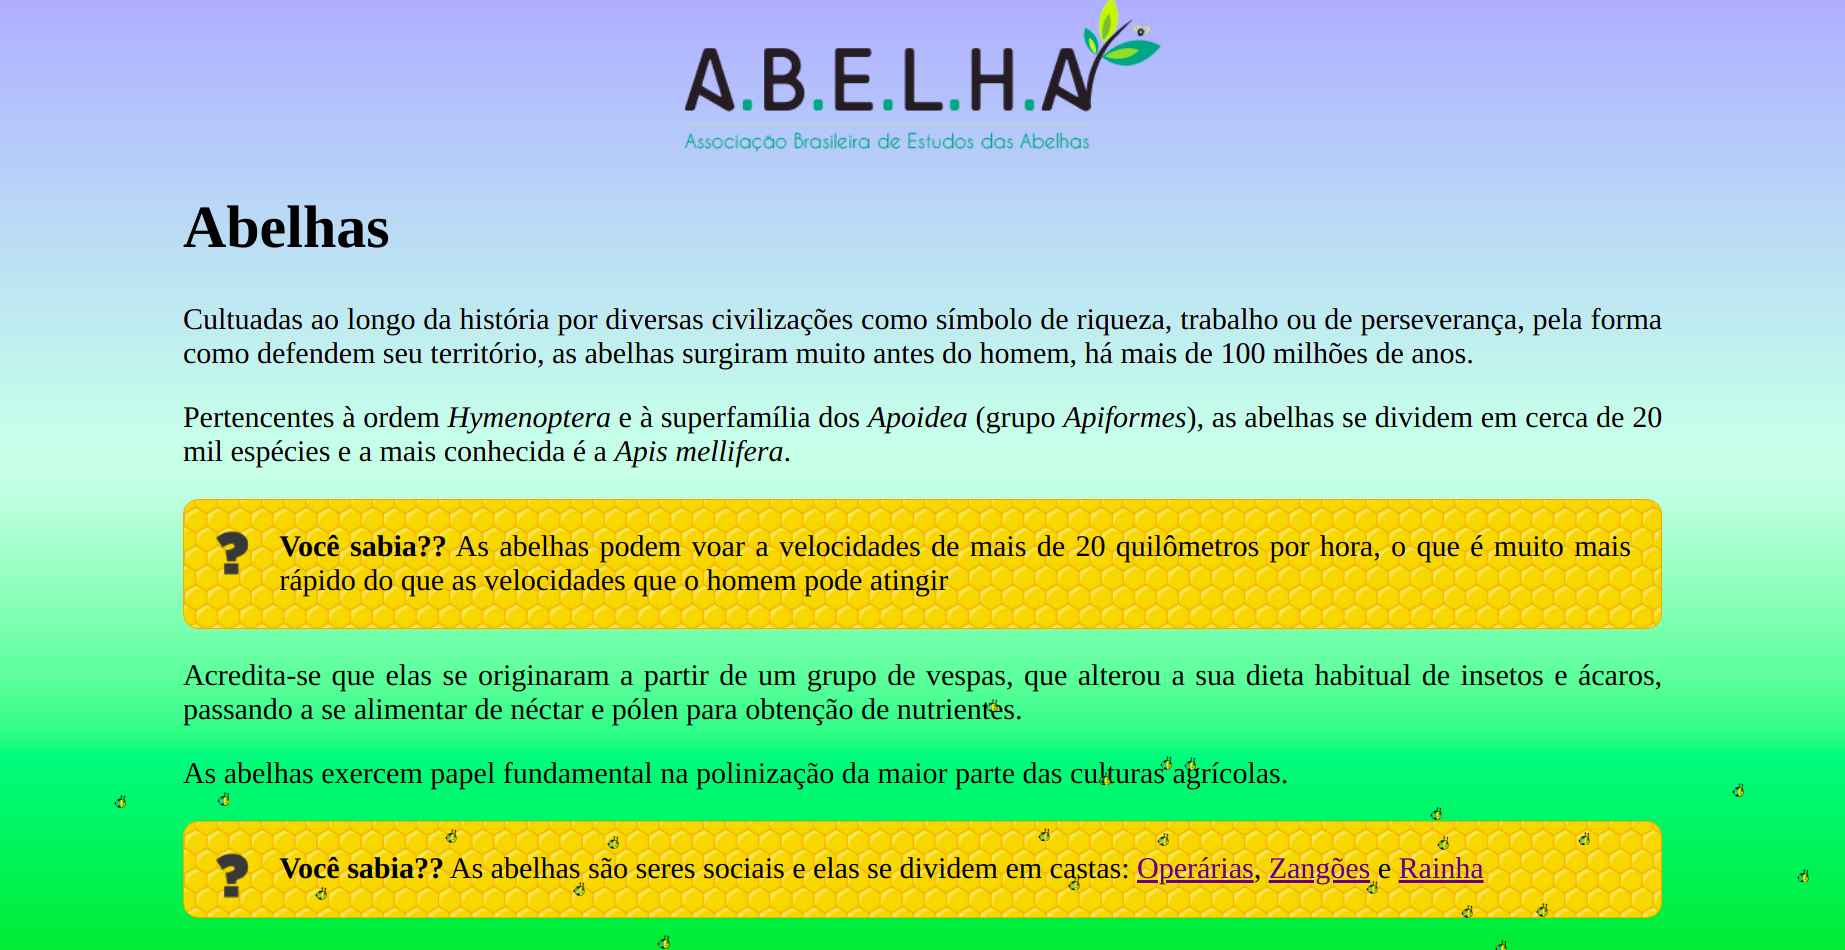 A.B.E.L.H.A
Associação Brasileira de Estudos das Abelhas
Abelhas
Cultuadas ao longo da história por diversas civilizações como símbolo de riqueza, trabalho ou de perseverança, pela forma
como defendem seu território, as abelhas surgiram muito antes do homem, há mais de 100 milhões de anos.
Pertencentes à ordem Hymenoptera e à superfamília dos Apoidea (grupo Apiformes), as abelhas se dividem em cerca de 20
mil espécies e a mais conhecida é a Apis mellifera.
? Você sabia?? As abelhas podem voar a velocidades de mais de 20 quilômetros por hora, o que é muito mais
rápido do que as velocidades que o homem pode atingir
Acredita-se que elas se originaram a partir de um grupo de vespas, que alterou a sua dieta habitual de insetos e ácaros,
passando a se alimentar de néctar e pólen para obtenção de nutrientes.
As abelhas exercem papel fundamental na polinização da maior parte das culturas agrícolas.
? Você sabia?? As abelhas são seres sociais e elas se dividem em castas: Operárias, Zangões e Rainha